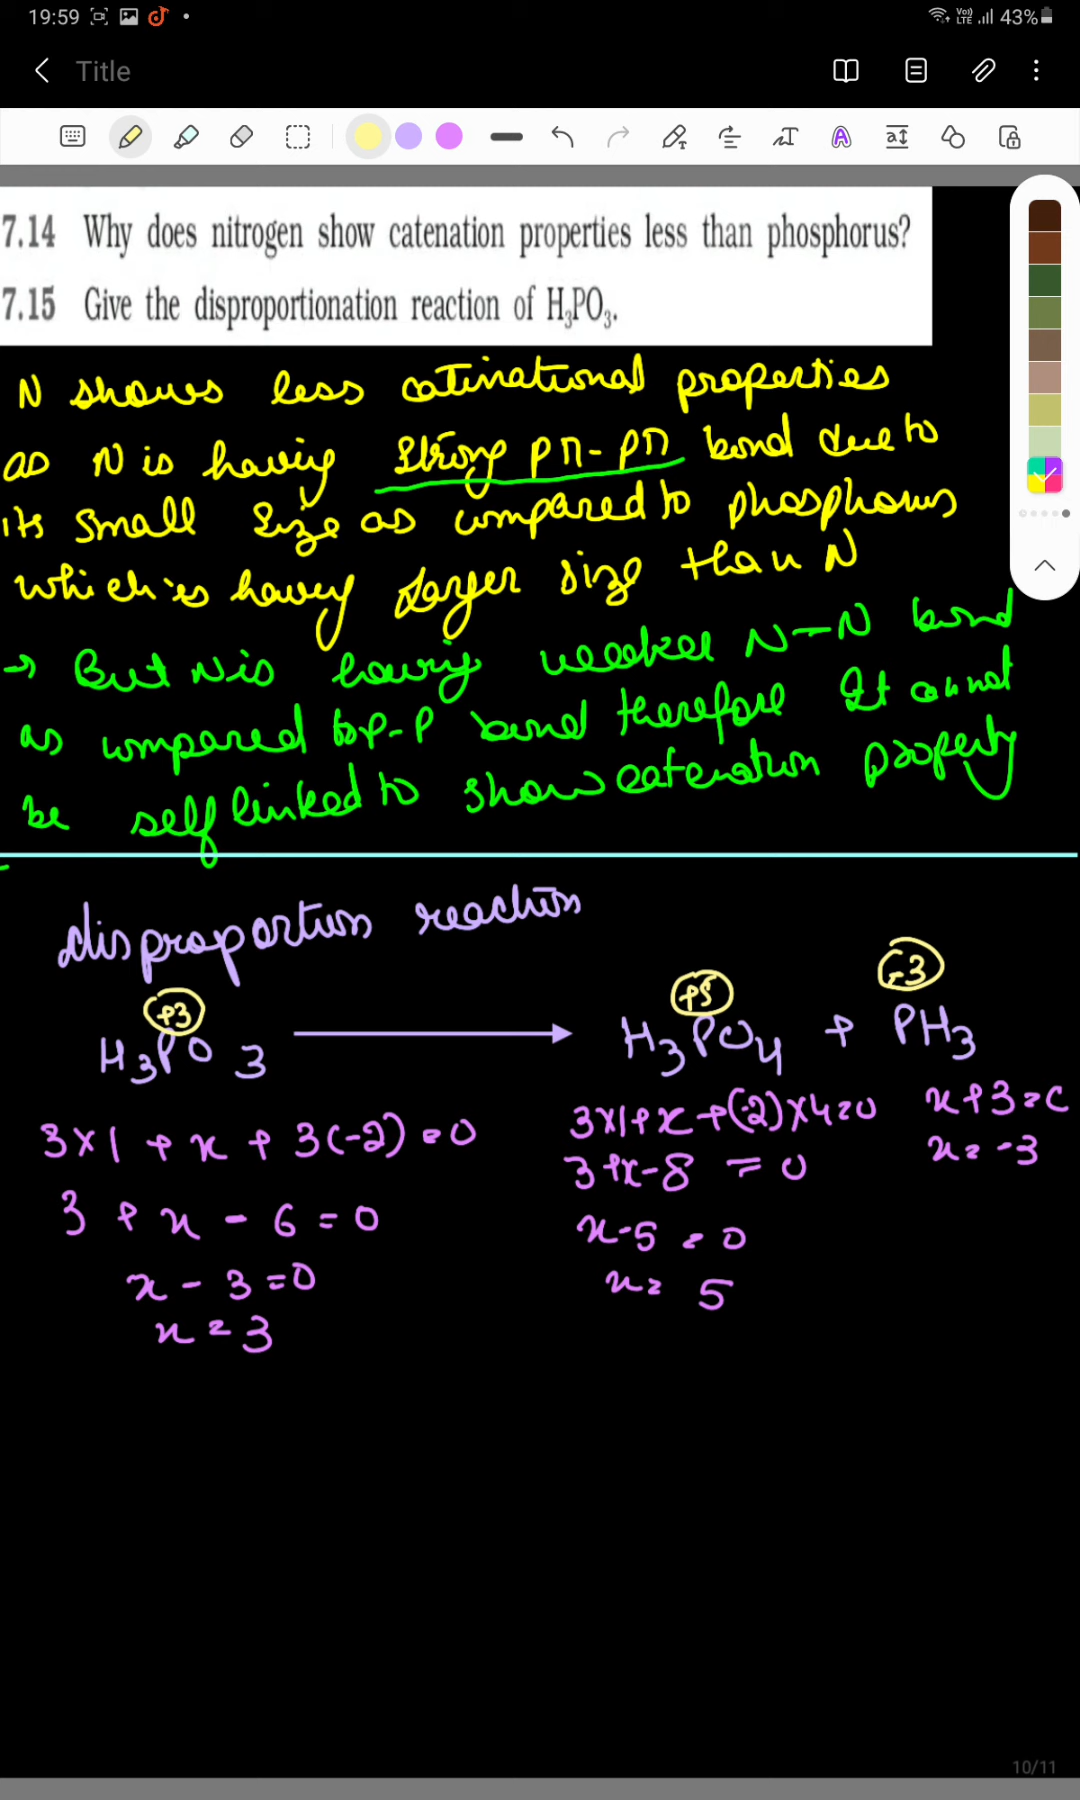 19:59
43%
Title
7.14 Why does nitrogen show catenation properties less than phosphorus?
7.15 Give the disproportionation reaction of H₃PO₃.
N shows less catinational properties
as N is having strong pπ-pπ bond due to
its small size as compared to phosphorus
which is having larger size than N
→ But N is having weaker N-N bond
as compared to P-P bond therefore It cannot
be self linked to show catenation property
disproportion reaction
+3 +5 -3
H₃PO₃ → H₃PO₄ + PH₃
3×1+x+3(-2)=0 3×1+x+(-2)×4=0 x+3=0
3+x-6=0 3+x-8=0 x=-3
x-3=0 x-5=0
x=3 x=5
10/11